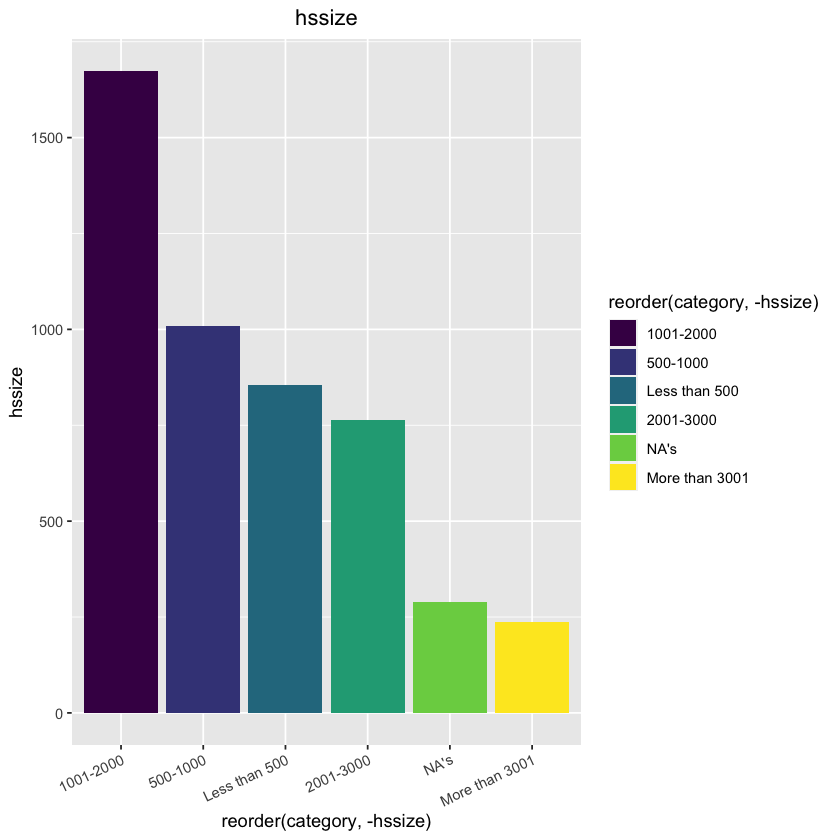 hssize
hssize
1500
1000
500
0
1001-2000
500-1000
Less than 500
2001-3000
NA's
More than 3001
reorder(category, -hssize)
reorder(category, -hssize)
1001-2000
500-1000
Less than 500
2001-3000
NA's
More than 3001